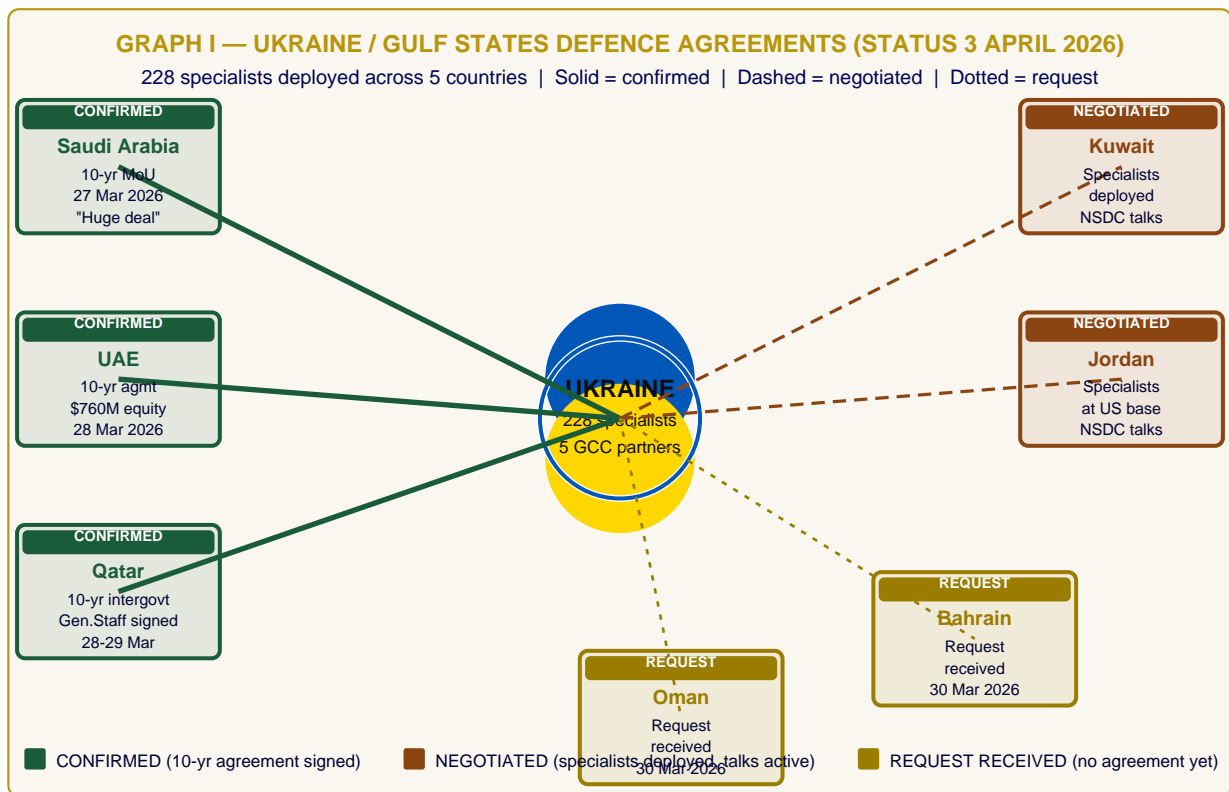 GRAPH I — UKRAINE / GULF STATES DEFENCE AGREEMENTS (STATUS 3 APRIL 2026)
228 specialists deployed across 5 countries | Solid = confirmed | Dashed = negotiated | Dotted = request
CONFIRMED
Saudi Arabia
10-yr MoU
27 Mar 2026
"Huge deal"
NEGOTIATED
Kuwait
Specialists
deployed
NSDC talks
CONFIRMED
UAE
10-yr agmt
$760M equity
28 Mar 2026
UKRAINE
228 specialists
5 GCC partners
NEGOTIATED
Jordan
Specialists
at US base
NSDC talks
CONFIRMED
Qatar
10-yr intergovt
Gen.Staff signed
28-29 Mar
REQUEST
Bahrain
Request
received
30 Mar 2026
REQUEST
Oman
Request
received
30 Mar 2026
CONFIRMED (10-yr agreement signed)
NEGOTIATED (specialists deployed, talks active)
REQUEST RECEIVED (no agreement yet)